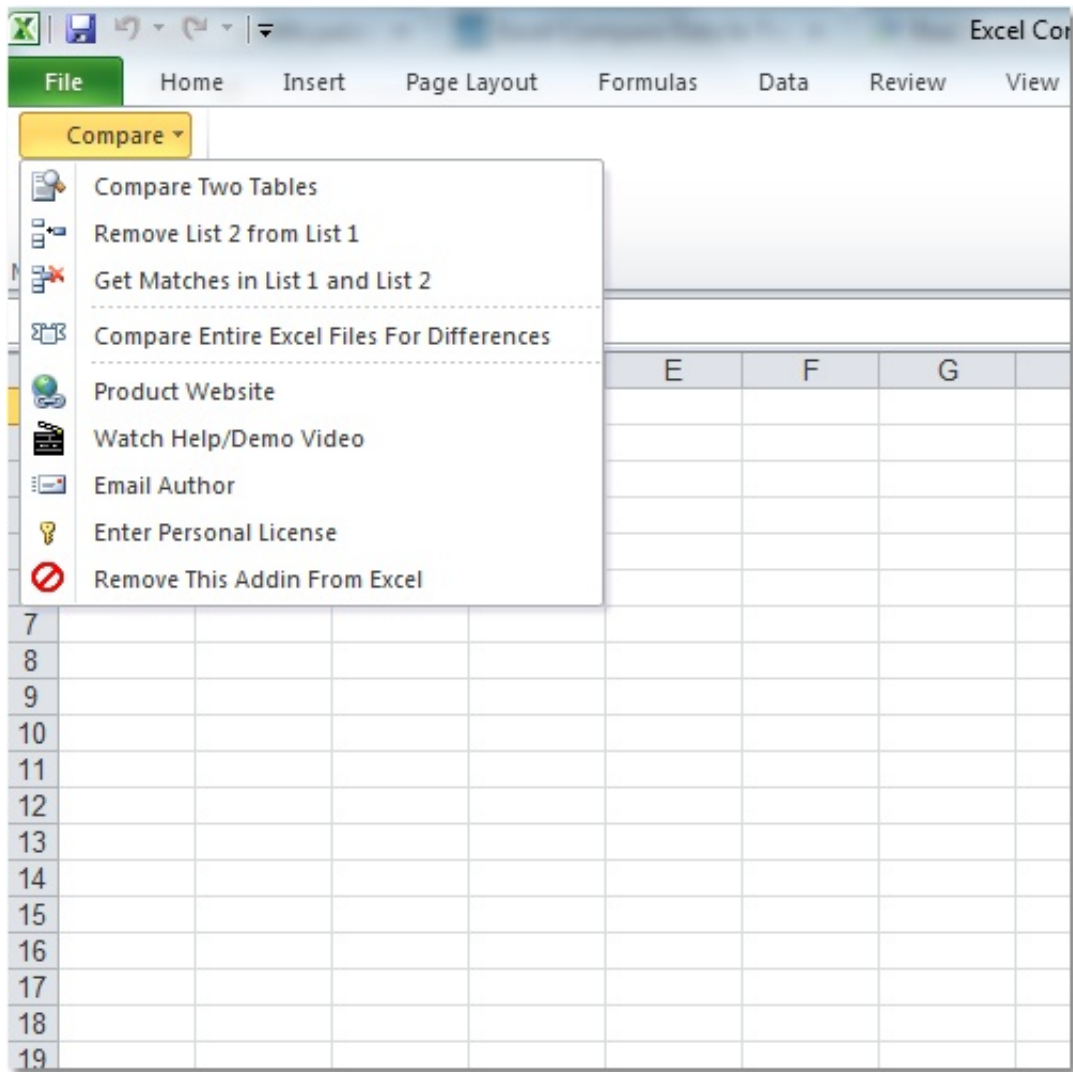 Excel Cor
File Home Insert Page Layout Formulas Data Review View
Compare
Compare Two Tables
Remove List 2 from List 1
Get Matches in List 1 and List 2
Compare Entire Excel Files For Differences
E F G
Product Website
Watch Help/Demo Video
Email Author
Enter Personal License
Remove This Addin From Excel
7
8
9
10
11
12
13
14
15
16
17
18
19